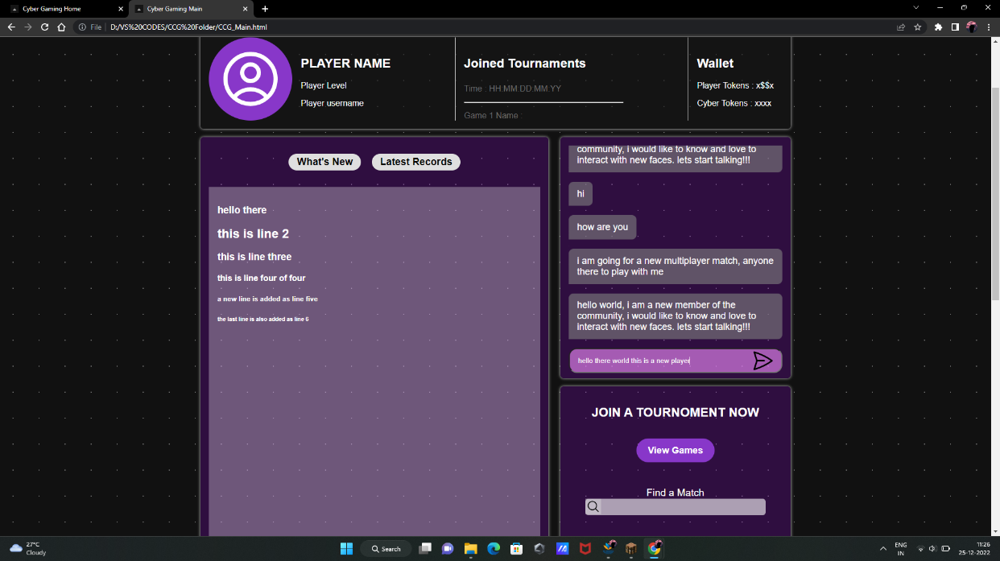 Cyber Gaming Home
Cyber Gaming Main
File D:/VS%20CODES/CCG%20Folder/CCG_Main.html
PLAYER NAME
Player Level
Player username
Joined Tournaments
Time : HH:MM:DD:MM:YY
Game 1 Name :
Wallet
Player Tokens : x$$x
Cyber Tokens : xxxx
What's New
Latest Records
hello there
this is line 2
this is line three
this is line four of four
a new line is added as line five
the last line is also added as line 6
community, i would like to know and love to
interact with new faces. lets start talking!!!
hi
how are you
i am going for a new multiplayer match, anyone
there to play with me
hello world, i am a new member of the
community, i would like to know and love to
interact with new faces. lets start talking!!!
hello there world this is a new player
JOIN A TOURNOMENT NOW
View Games
Find a Match
27°C
Cloudy
Search
ENG
IN
11:26
25-12-2022